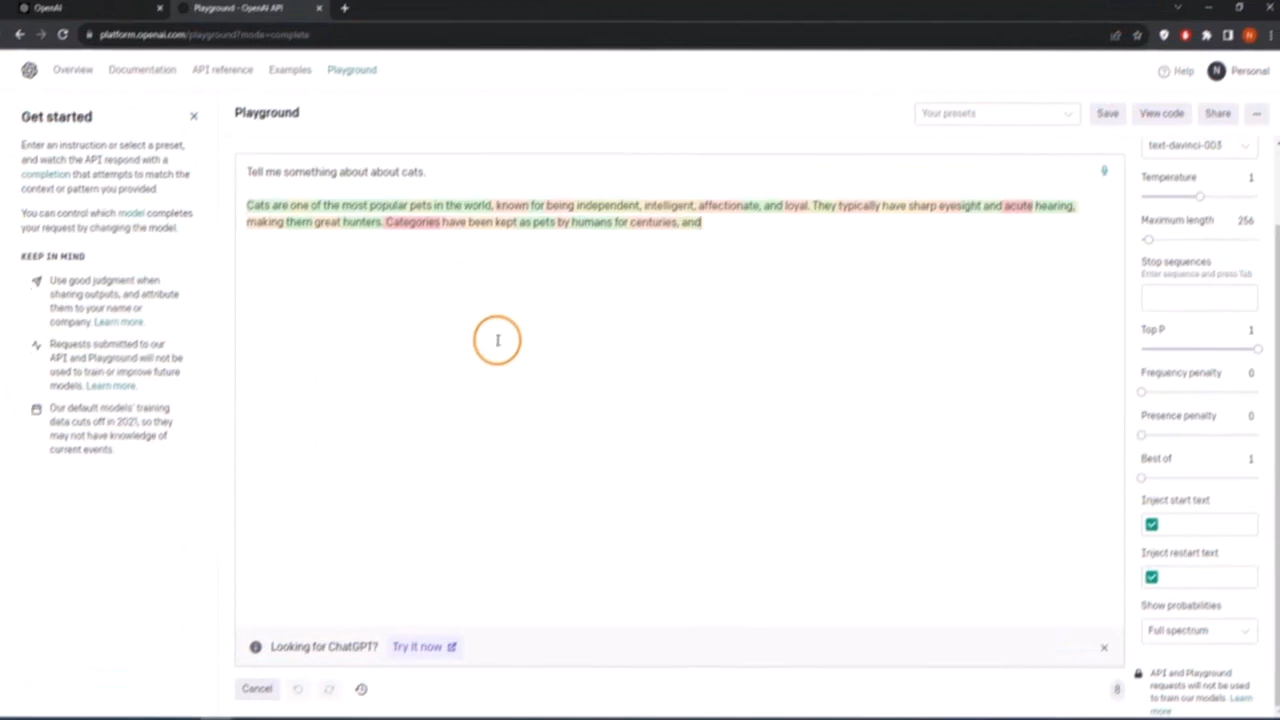 OpenAI
Playground - OpenAI API
platform.openai.com/playground?mode=complete
Overview Documentation API reference Examples Playground
Help N Personal
Get started
Enter an instruction or select a preset,
and watch the API respond with a
completion that attempts to match the
context or pattern you provided.
You can control which model completes
your request by changing the model.
KEEP IN MIND
Use good judgment when
sharing outputs, and attribute
them to your name or
company. Learn more.
Requests submitted to our
API and Playground will not be
used to train or improve future
models. Learn more.
Our default models' training
data cuts off in 2021, so they
may not have knowledge of
current events.
Playground
Your presets
Save View code Share ...
Tell me something about about cats.
Cats are one of the most popular pets in the world, known for being independent, intelligent, affectionate, and loyal. They typically have sharp eyesight and acute hearing,
making them great hunters. Categories have been kept as pets by humans for centuries, and
Looking for ChatGPT? Try it now
Cancel
8
text-davinci-003
Temperature 1
Maximum length 256
Stop sequences
Enter sequence and press Tab
Top P 1
Frequency penalty 0
Presence penalty 0
Best of 1
Inject start text
Inject restart text
Show probabilities
Full spectrum
API and Playground
requests will not be used
to train our models. Learn
more